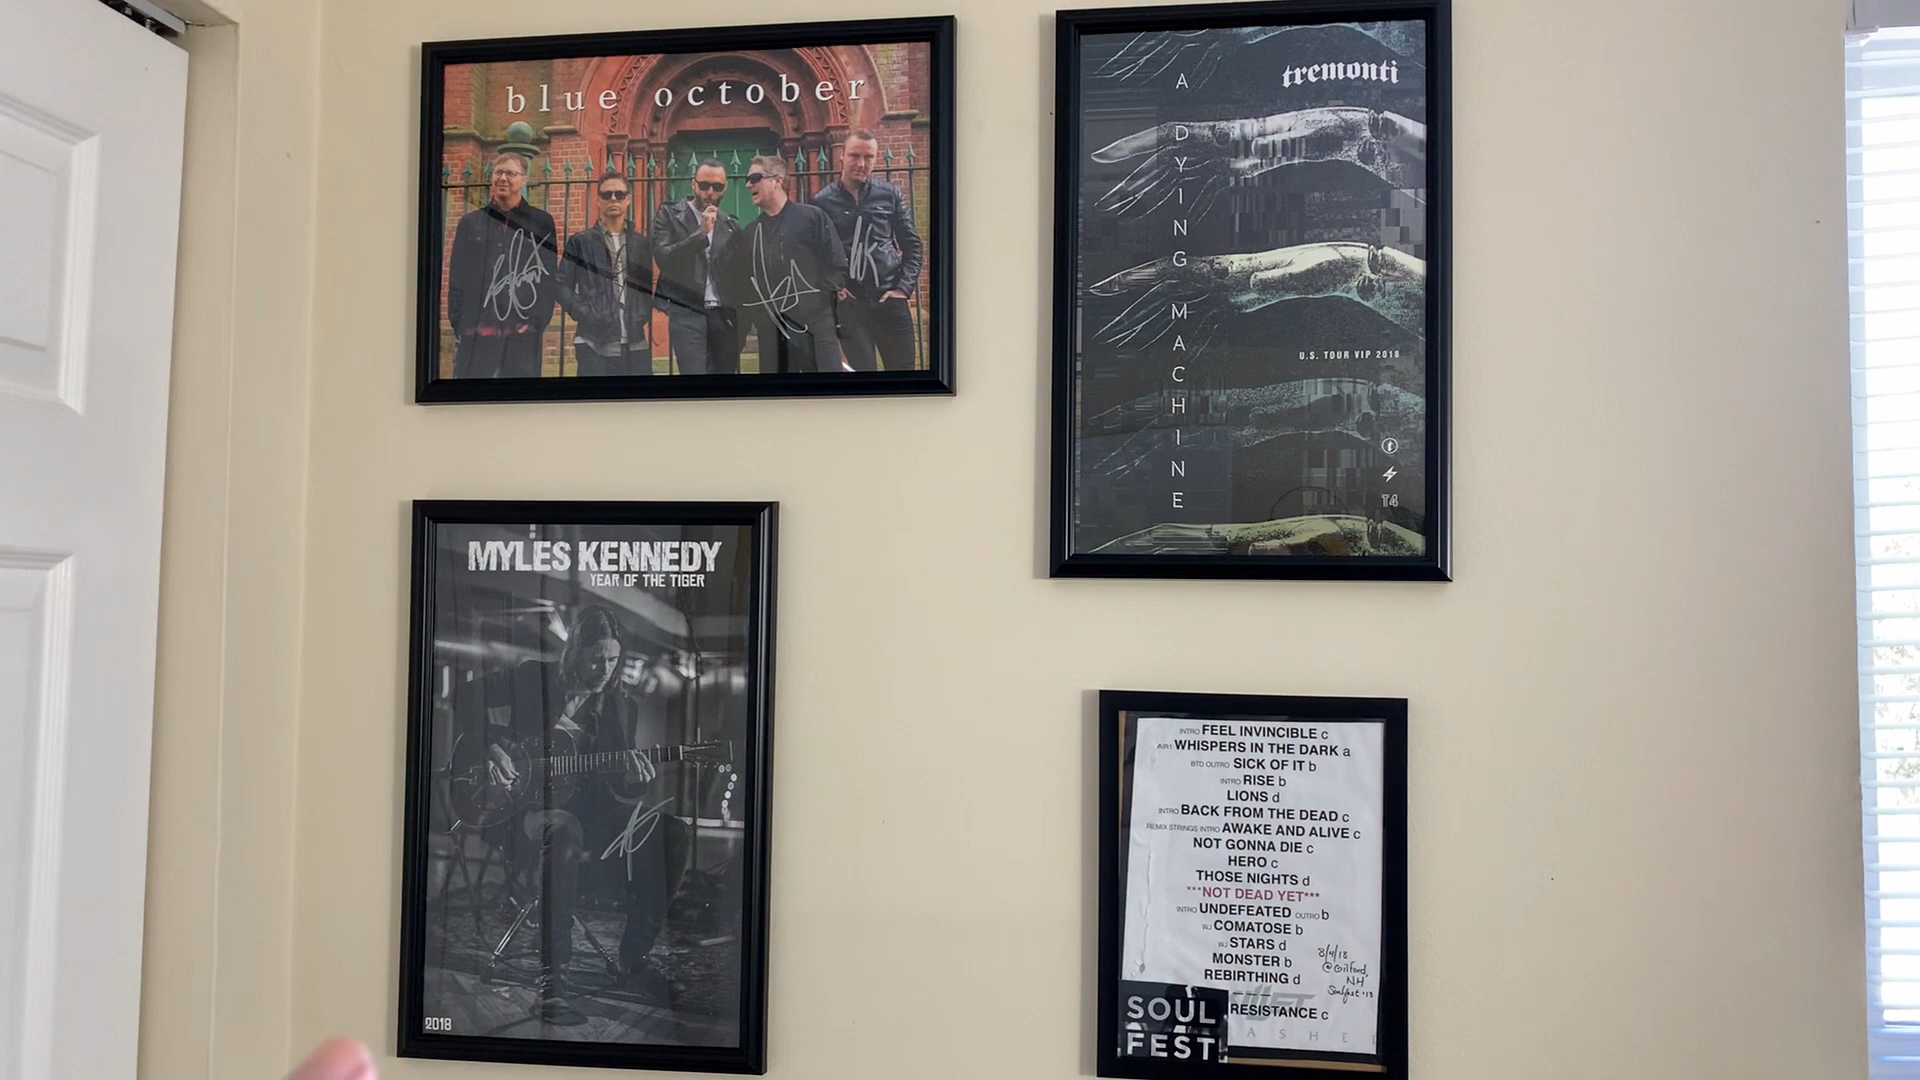 blue october
tremonti
A DYING MACHINE
U.S. TOUR VIP 2018
T4
MYLES KENNEDY
YEAR OF THE TIGER
2018
INTRO FEEL INVINCIBLE c
AIR1 WHISPERS IN THE DARK a
BTD OUTRO SICK OF IT b
INTRO RISE b
LIONS d
INTRO BACK FROM THE DEAD c
REMIX STRINGS INTRO AWAKE AND ALIVE c
NOT GONNA DIE c
HERO c
THOSE NIGHTS d
***NOT DEAD YET***
INTRO UNDEFEATED OUTRO b
WJ COMATOSE b
WJ STARS d
MONSTER b
REBIRTHING d
RESISTANCE c
8/4/18
@Gilford,
NH
Soulfest '18
SOUL
FEST